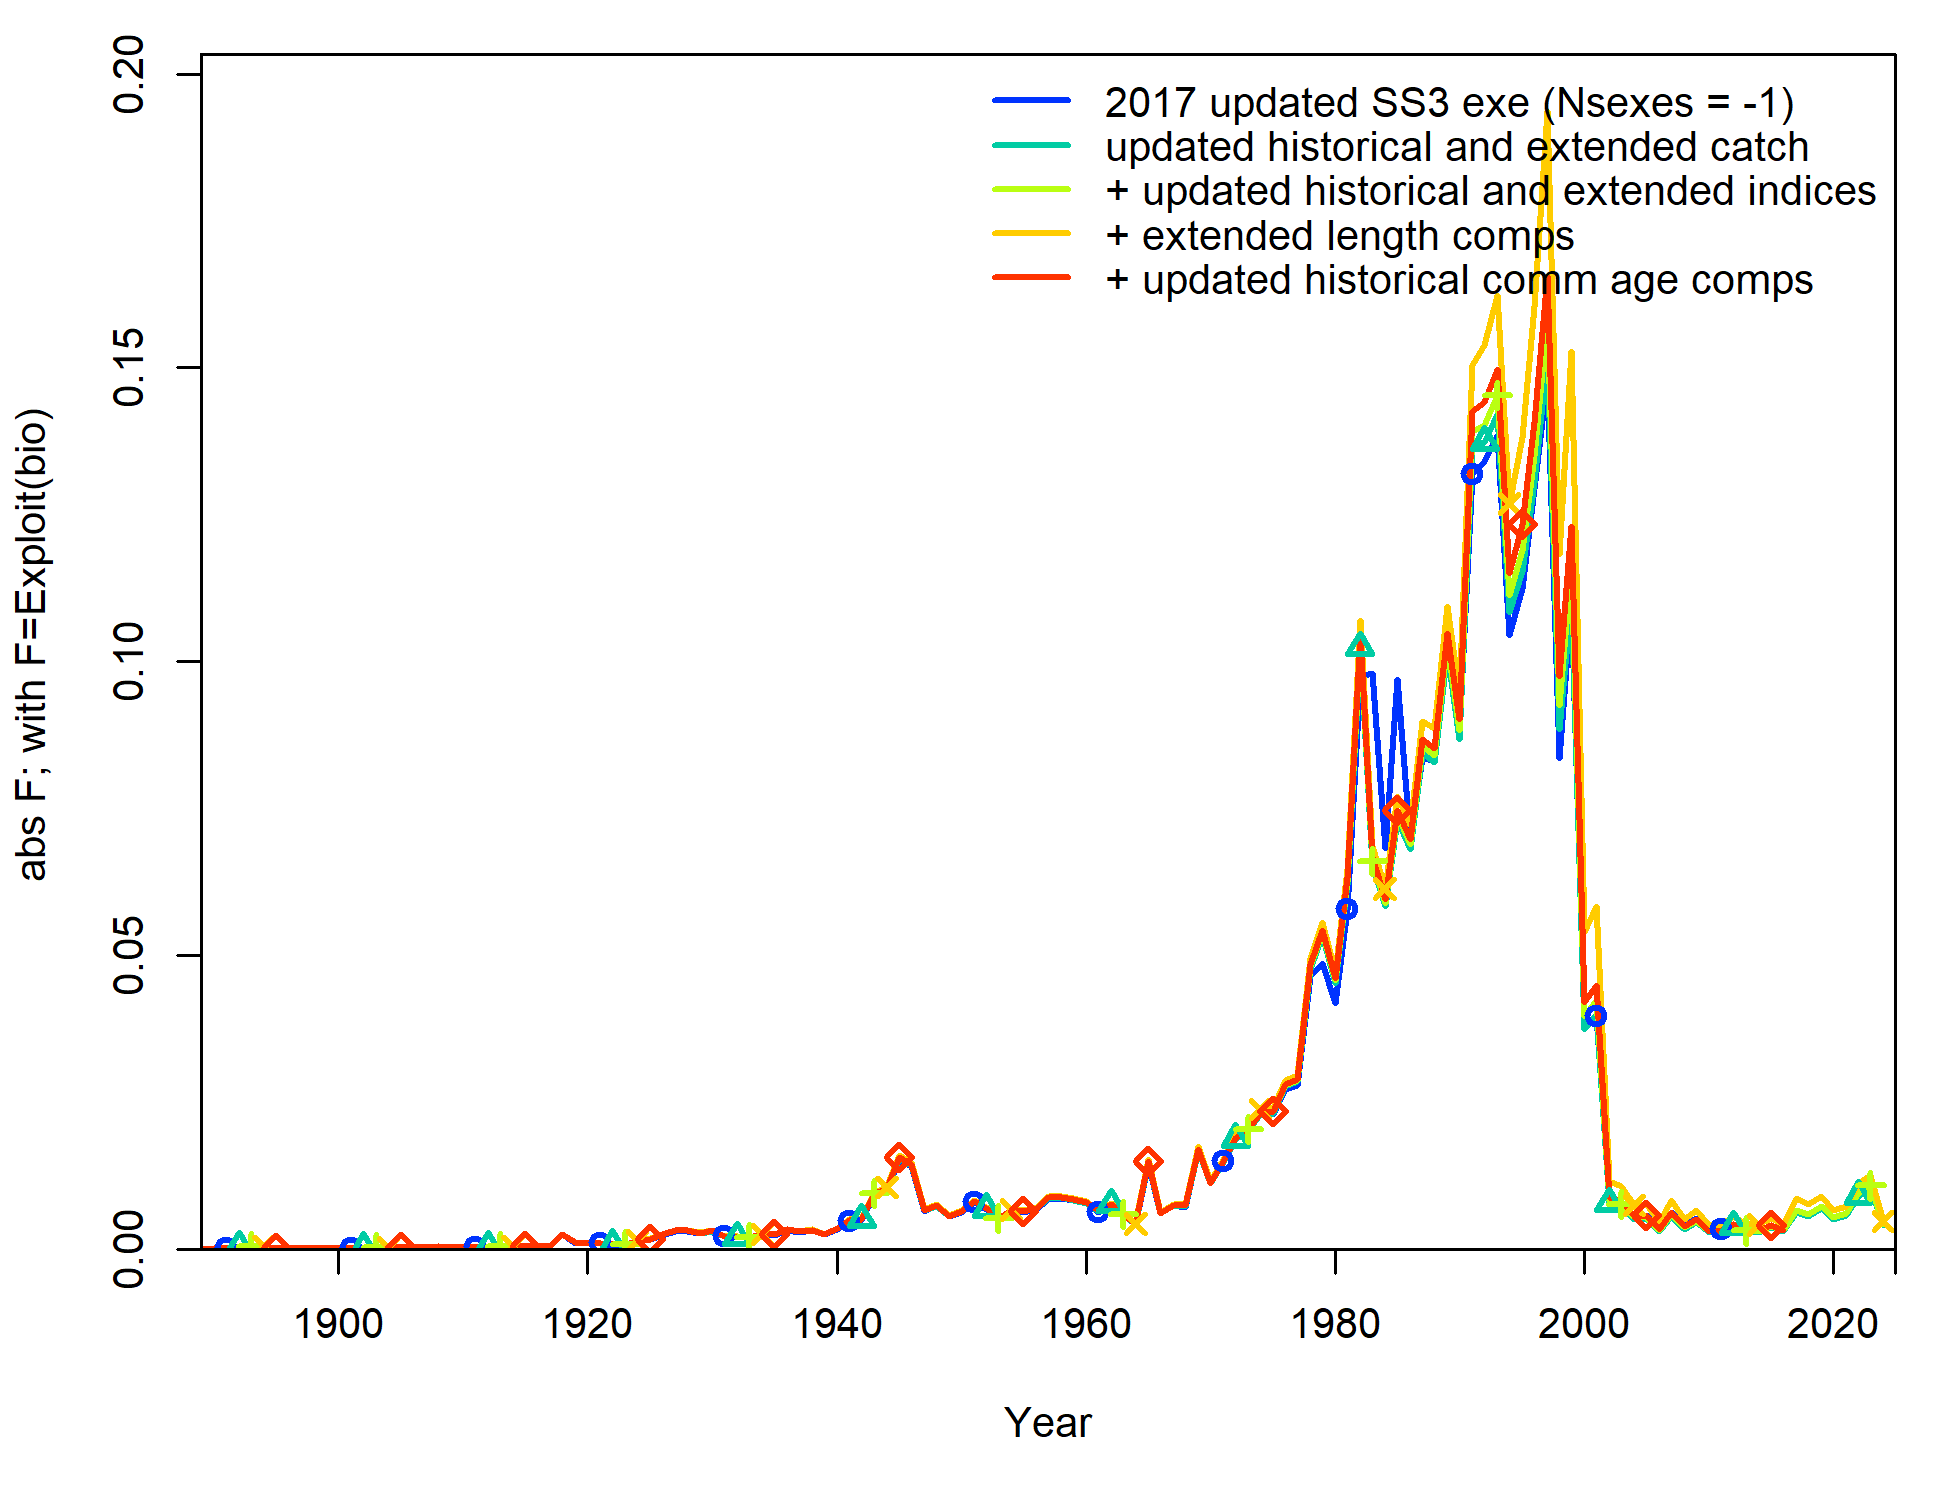 0.20
0.15
0.10
0.05
0.00
abs F; with F=Exploit(bio)
2017 updated SS3 exe (Nsexes = -1)
updated historical and extended catch
+ updated historical and extended indices
+ extended length comps
+ updated historical comm age comps
1900 1920 1940 1960 1980 2000 2020
Year